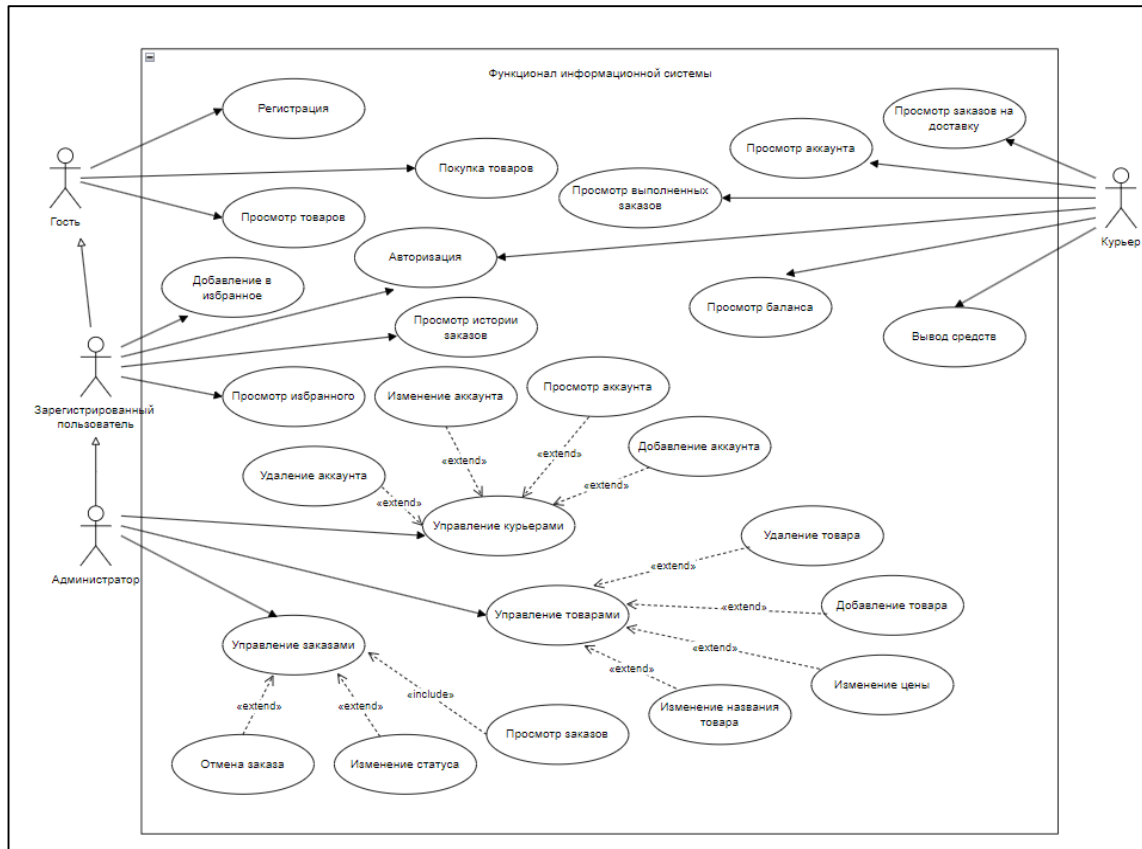 Функционал информационной системы
Регистрация
Просмотр заказов на
доставку
Просмотр аккаунта
Покупка товаров
Просмотр выполненных
заказов
Гость
Просмотр товаров
Курьер
Авторизация
Добавление в
избранное
Просмотр баланса
Просмотр истории
заказов
Вывод средств
Зарегистрированный
пользователь
Просмотр избранного
Изменение аккаунта
Просмотр аккаунта
Добавление аккаунта
«extend»
«extend»
Удаление аккаунта
«extend»
«extend»
Управление курьерами
Удаление товара
«extend»
Администратор
Управление товарами
«extend»
Добавление товара
Управление заказами
«extend»
«extend»
Изменение цены
«include»
«extend»
«extend»
Изменение названия
товара
Просмотр заказов
Отмена заказа
Изменение статуса